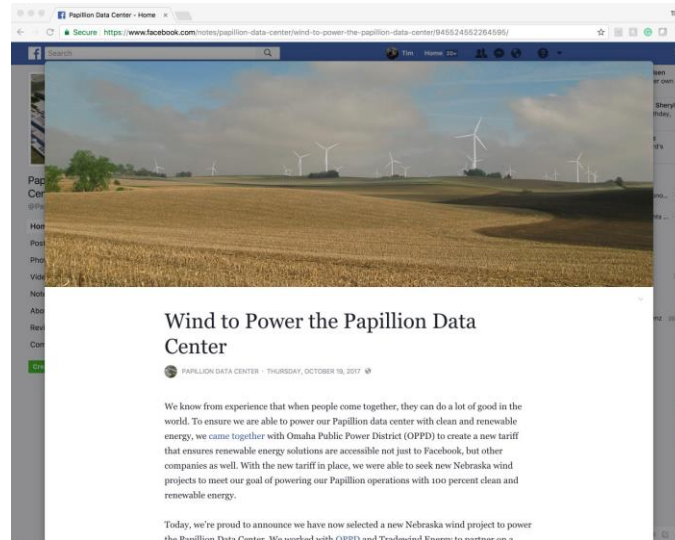 Papillion Data Center - Home
Secure https://www.facebook.com/notes/papillion-data-center/wind-to-power-the-papillion-data-center/945524552264595/
Search
Tim Home 20+
Wind to Power the Papillion Data
Center
PAPILLION DATA CENTER · THURSDAY, OCTOBER 19, 2017
We know from experience that when people come together, they can do a lot of good in the
world. To ensure we are able to power our Papillion data center with clean and renewable
energy, we came together with Omaha Public Power District (OPPD) to create a new tariff
that ensures renewable energy solutions are accessible not just to Facebook, but other
companies as well. With the new tariff in place, we were able to seek new Nebraska wind
projects to meet our goal of powering our Papillion operations with 100 percent clean and
renewable energy.
Today, we're proud to announce we have now selected a new Nebraska wind project to power
the Papillion Data Center. We worked with OPPD and Tradewind Energy to partner on a